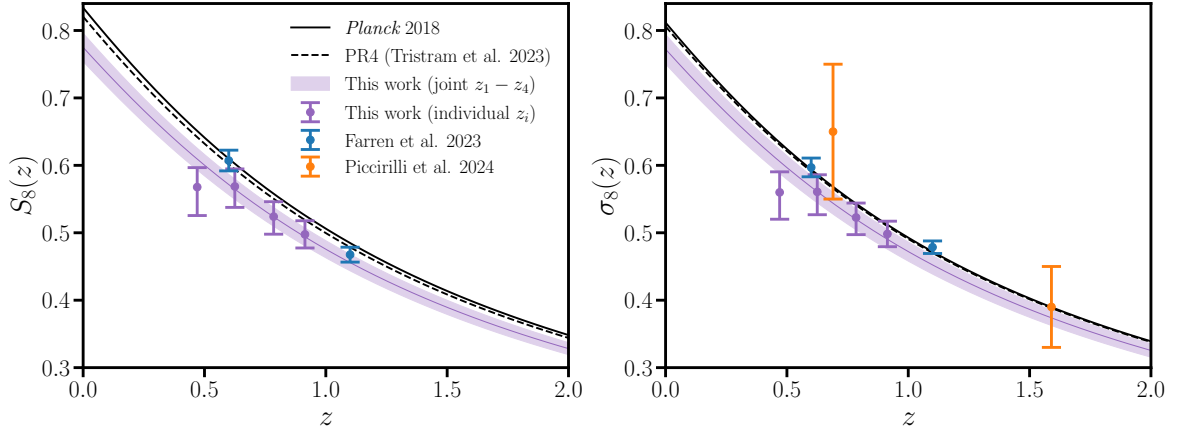 0.8
0.7
0.6
0.5
0.4
0.3
S₈(z)
0.0
0.5
1.0
1.5
2.0
z
Planck 2018
PR4 (Tristram et al. 2023)
This work (joint z₁ − z₄)
This work (individual zᵢ)
Farren et al. 2023
Piccirilli et al. 2024
0.8
0.7
0.6
0.5
0.4
0.3
σ₈(z)
0.0
0.5
1.0
1.5
2.0
z